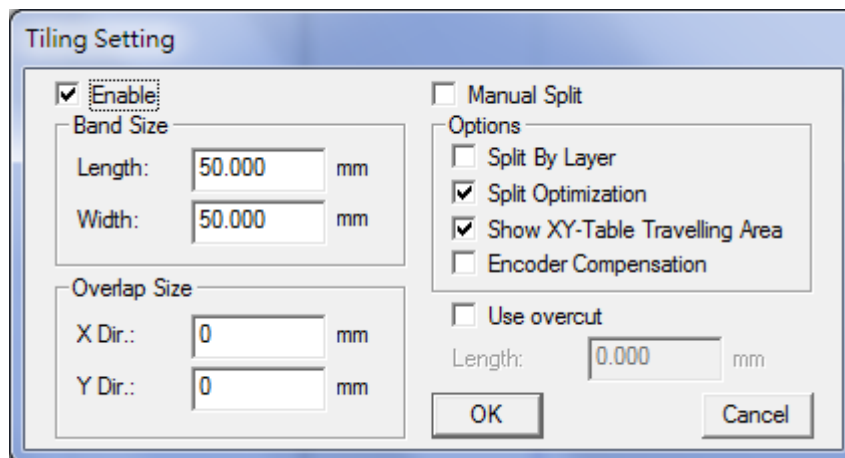 Tiling Setting
Enable
Band Size
Length: 50.000 mm
Width: 50.000 mm
Overlap Size
X Dir.: 0 mm
Y Dir.: 0 mm
Manual Split
Options
Split By Layer
Split Optimization
Show XY-Table Travelling Area
Encoder Compensation
Use overcut
Length: 0.000 mm
OK Cancel